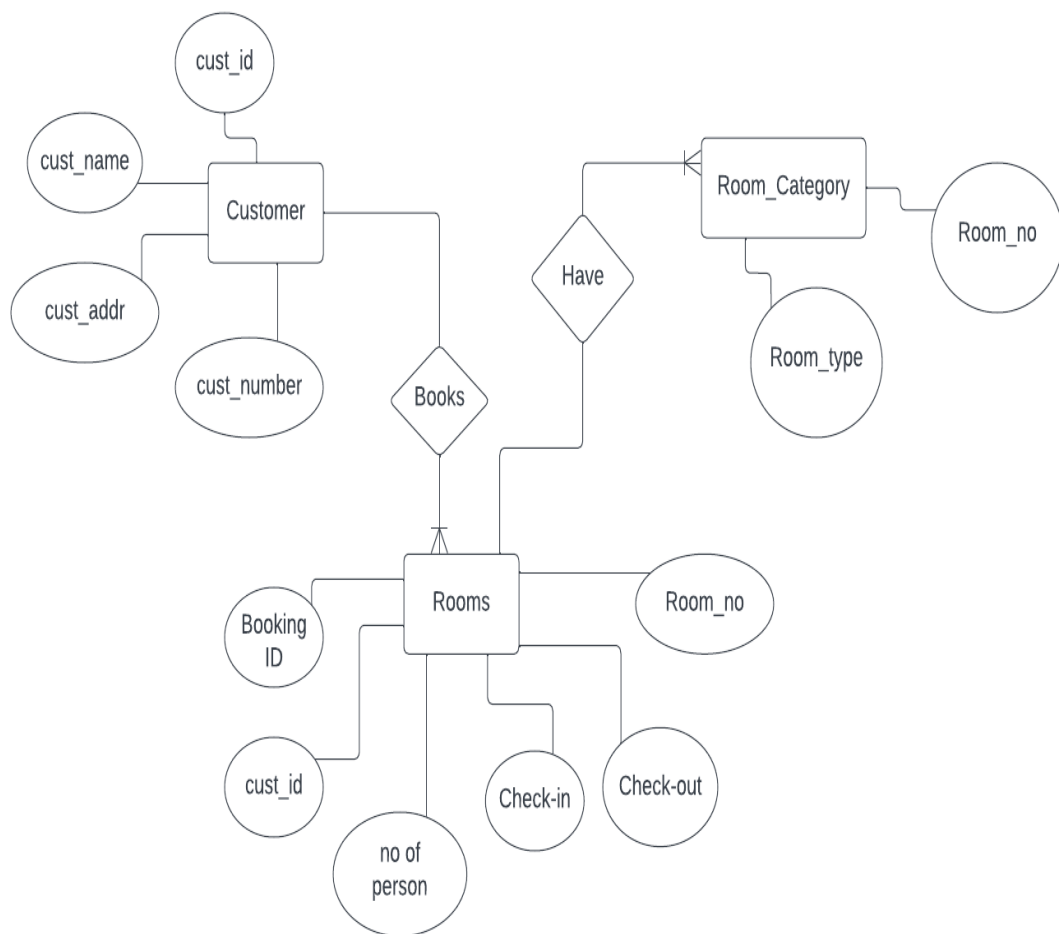 cust_id
cust_name
Customer
cust_addr
cust_number
Room_Category
Room_no
Have
Room_type
Books
Rooms
Room_no
Booking
ID
cust_id
no of
person
Check-in
Check-out